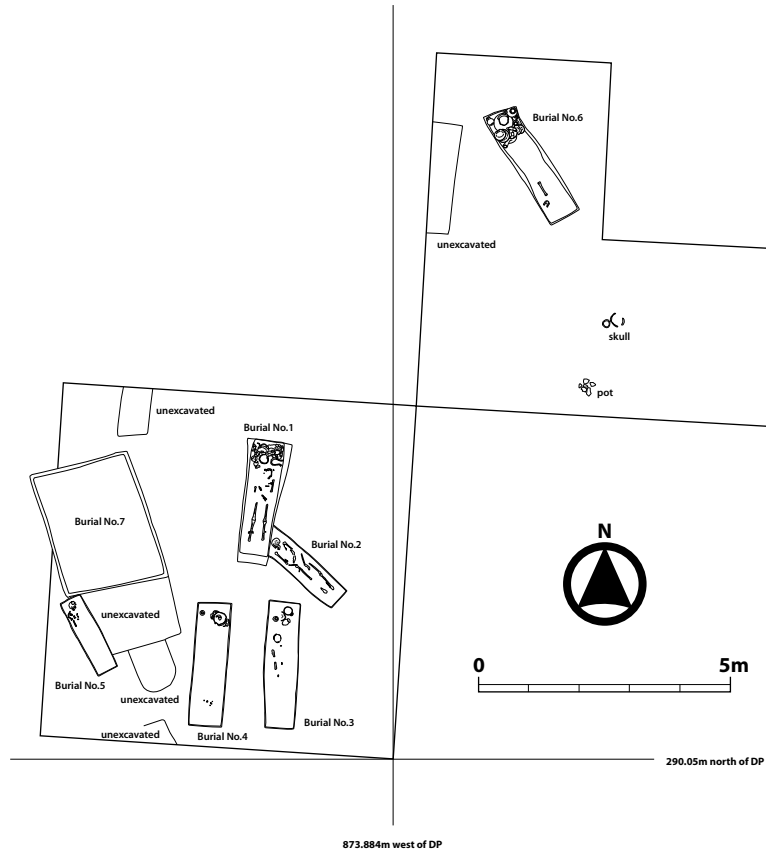 Burial No.6
unexcavated
skull
pot
unexcavated
Burial No.1
Burial No.7
Burial No.2
unexcavated
Burial No.5
unexcavated
Burial No.3
unexcavated
Burial No.4
N
0
5m
290.05m north of DP
873.884m west of DP